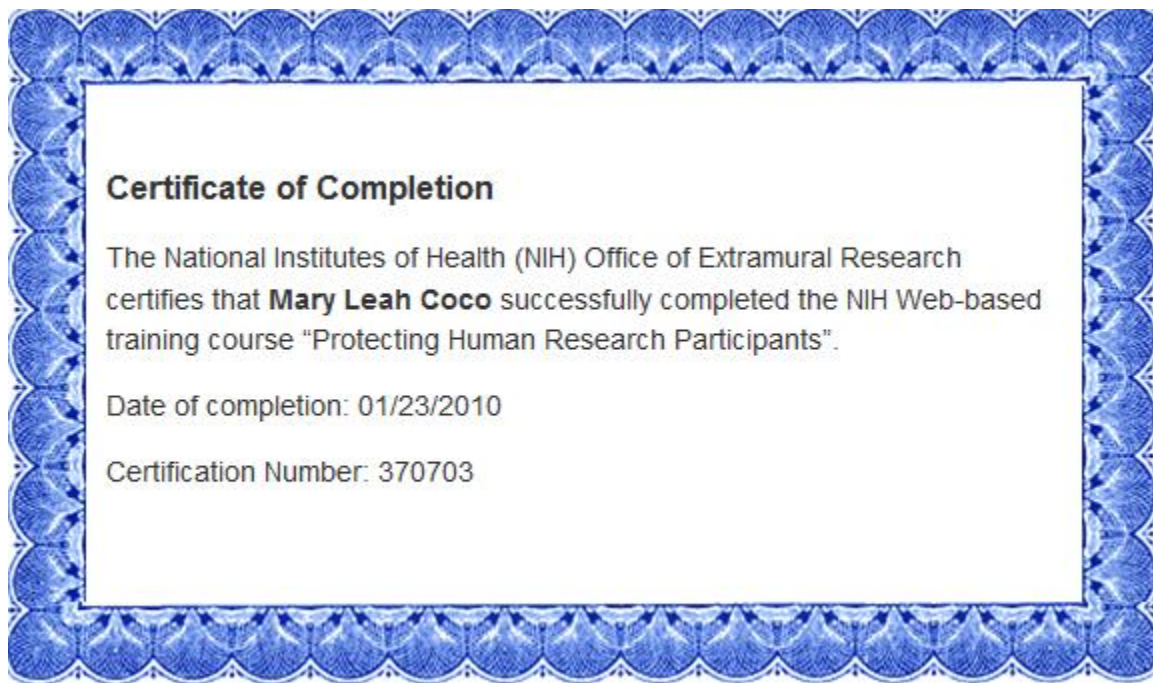 Certificate of Completion
The National Institutes of Health (NIH) Office of Extramural Research
certifies that Mary Leah Coco successfully completed the NIH Web-based
training course “Protecting Human Research Participants”.
Date of completion: 01/23/2010
Certification Number: 370703